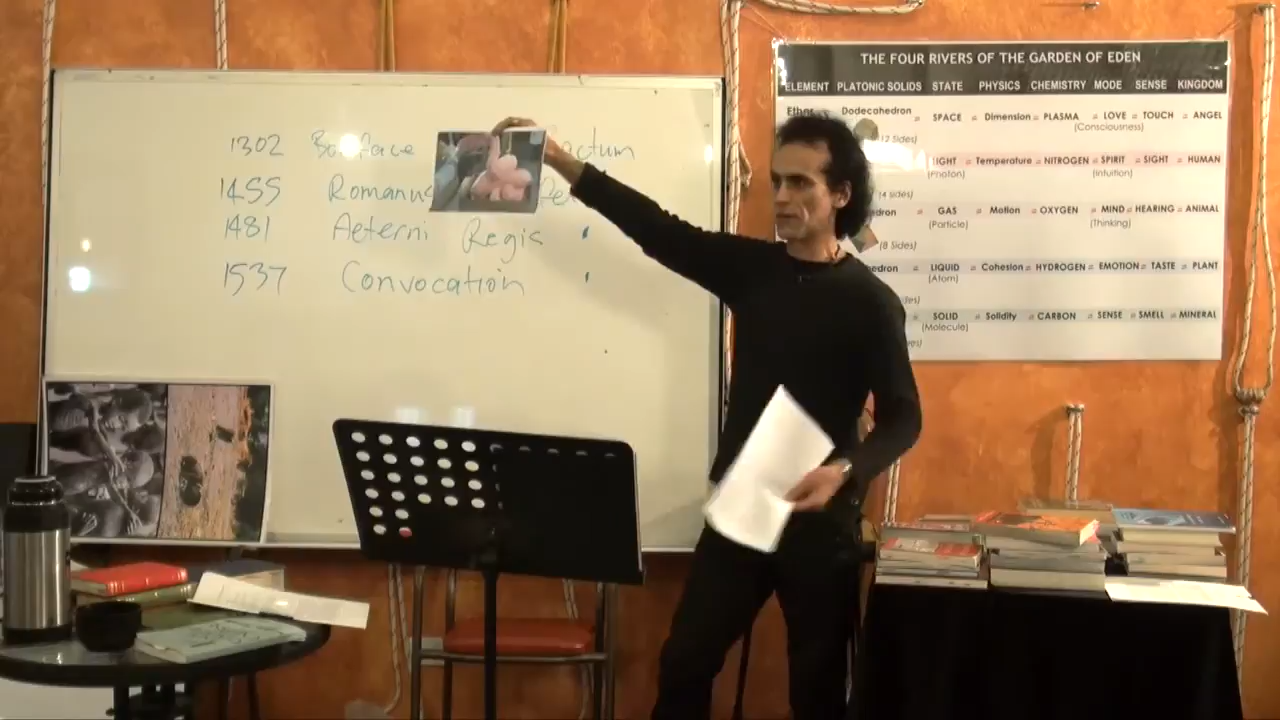 1302 Boniface
1455 Romanus
1481 Aeterni Regis
1537 Convocation
THE FOUR RIVERS OF THE GARDEN OF EDEN
ELEMENT PLATONIC SOLIDS STATE PHYSICS CHEMISTRY MODE SENSE KINGDOM
Ether Dodecahedron SPACE = Dimension = PLASMA = LOVE = TOUCH = ANGEL
(12 Sides) (Consciousness)
LIGHT = Temperature = NITROGEN = SPIRIT = SIGHT = HUMAN
(Photon) (Intuition)
(4 sides)
GAS = Motion = OXYGEN = MIND = HEARING = ANIMAL
(Particle) (Thinking)
(8 Sides)
LIQUID = Cohesion = HYDROGEN = EMOTION = TASTE = PLANT
(Atom)
SOLID = Solidity = CARBON = SENSE = SMELL = MINERAL
(Molecule)